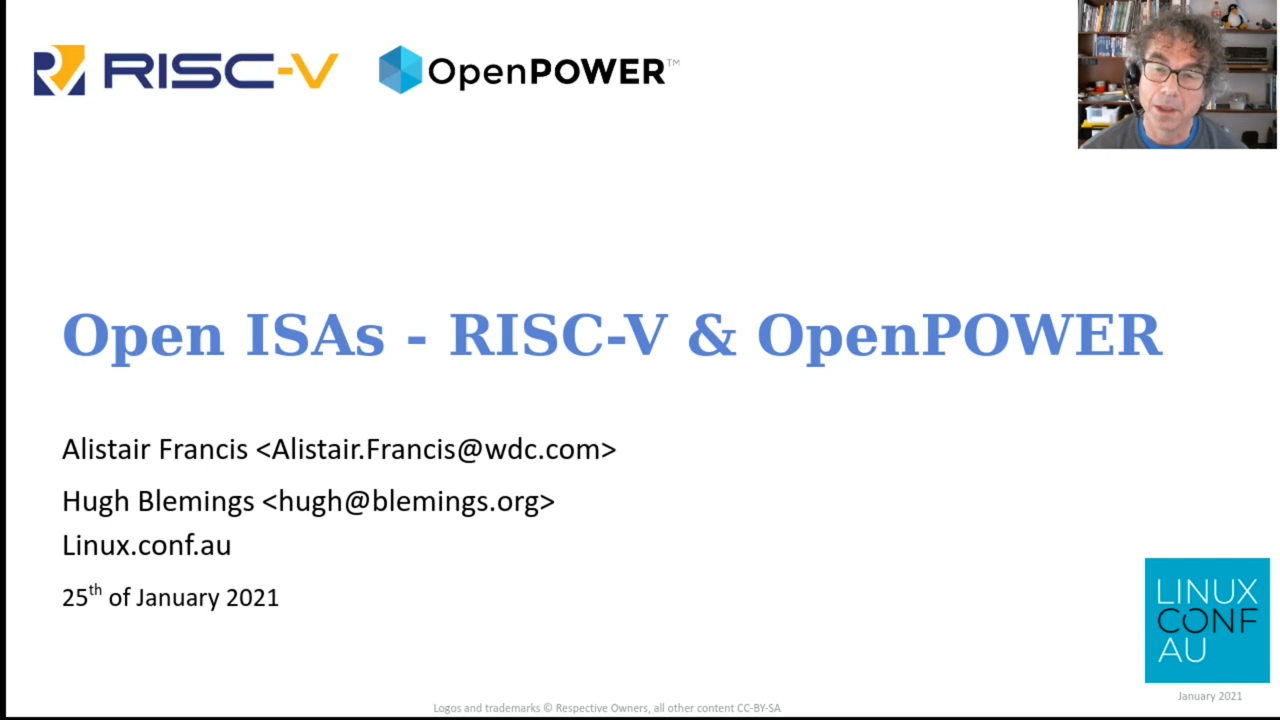 RISC-V OpenPOWER™
Open ISAs - RISC-V & OpenPOWER
Alistair Francis <Alistair.Francis@wdc.com>
Hugh Blemings <hugh@blemings.org>
Linux.conf.au
25th of January 2021
LINUX
CONF
AU
January 2021
Logos and trademarks © Respective Owners, all other content CC-BY-SA